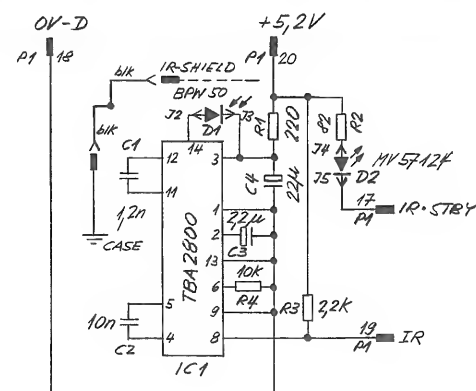 0V-D
+5,2V
P1 18
P1 20
blk
IR-SHIELD
BPW50
J2
J3
D1
R1
220
82
R2
J4
J5
MV5712F
D2
blk
C1
12
11
1,2n
14
3
C4
22µ
17
P1
IR·STBY
CASE
TBA2800
1
2,2µ
2
C3
13
10K
6
R4
R3
2,2K
5
9
10n
C2
4
8
19
P1
IR
IC1